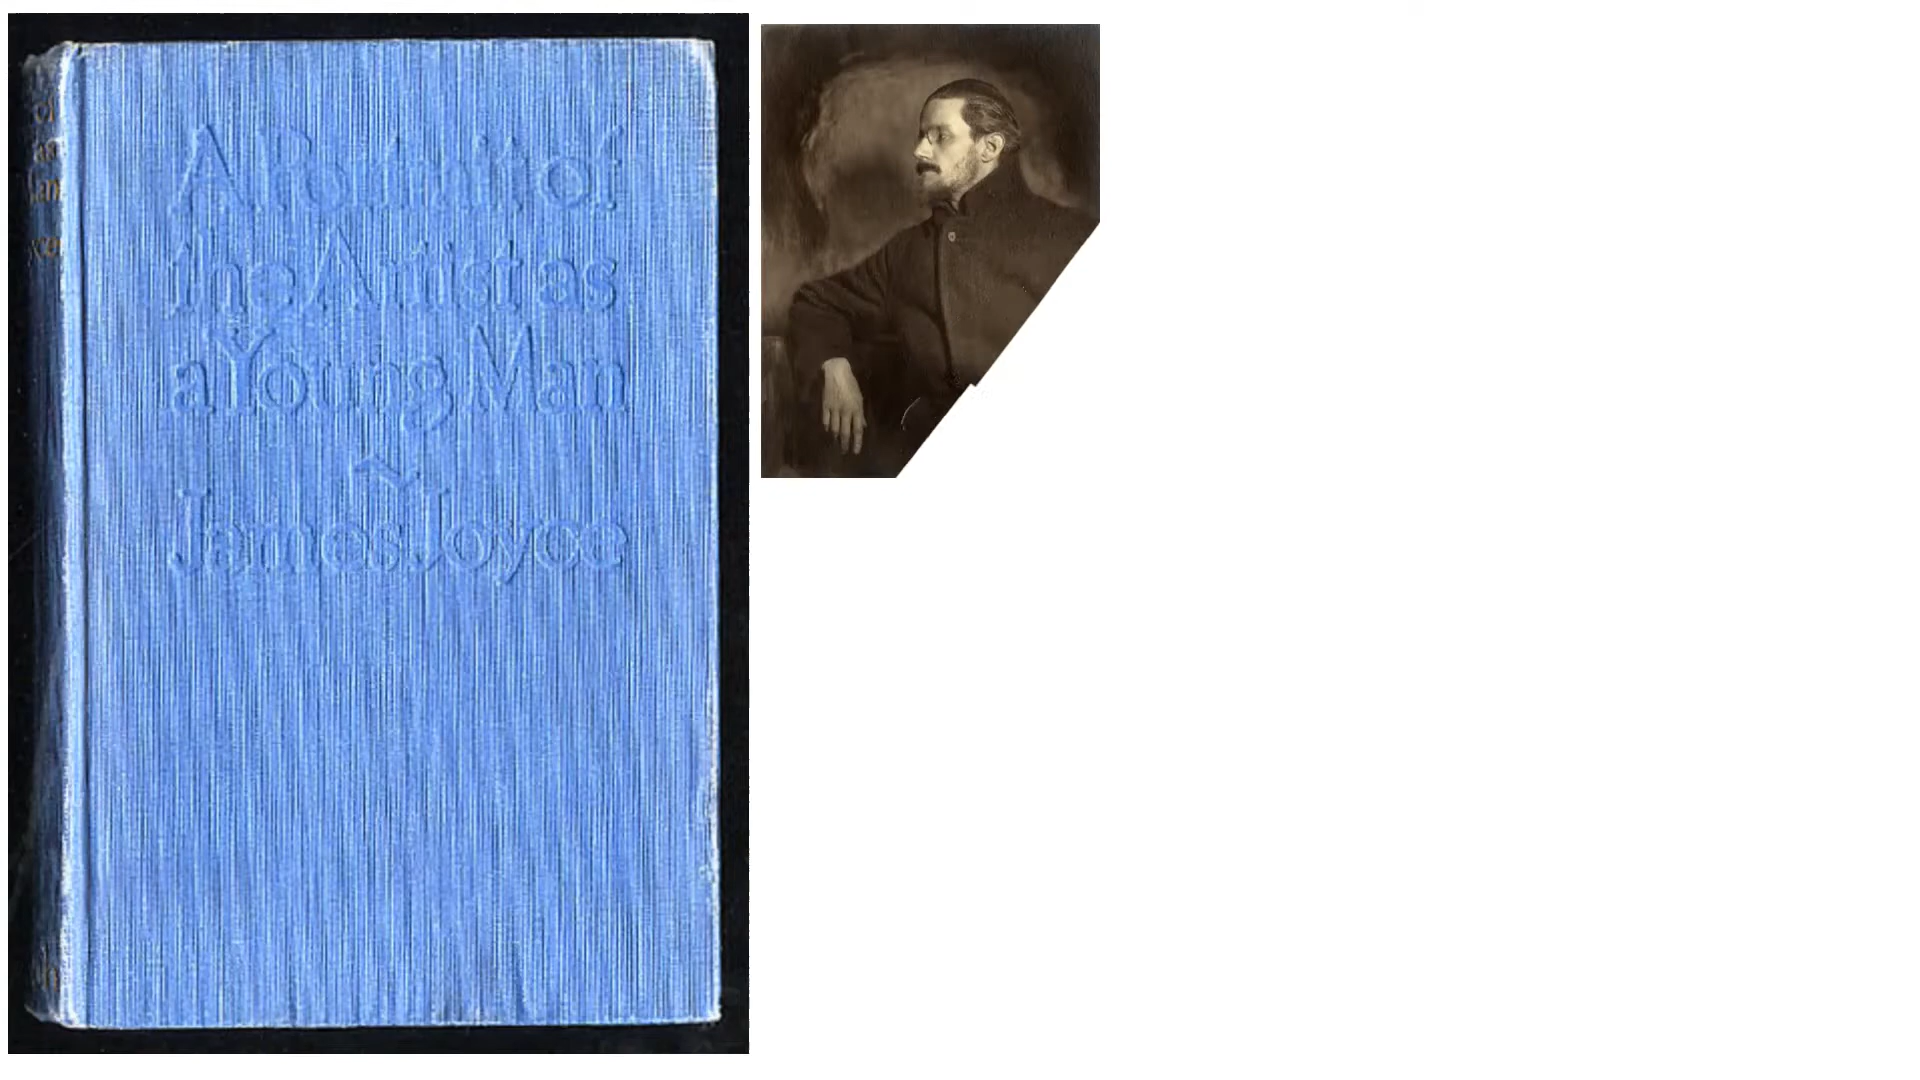 A Portrait of
the Artist as
a Young Man
James Joyce